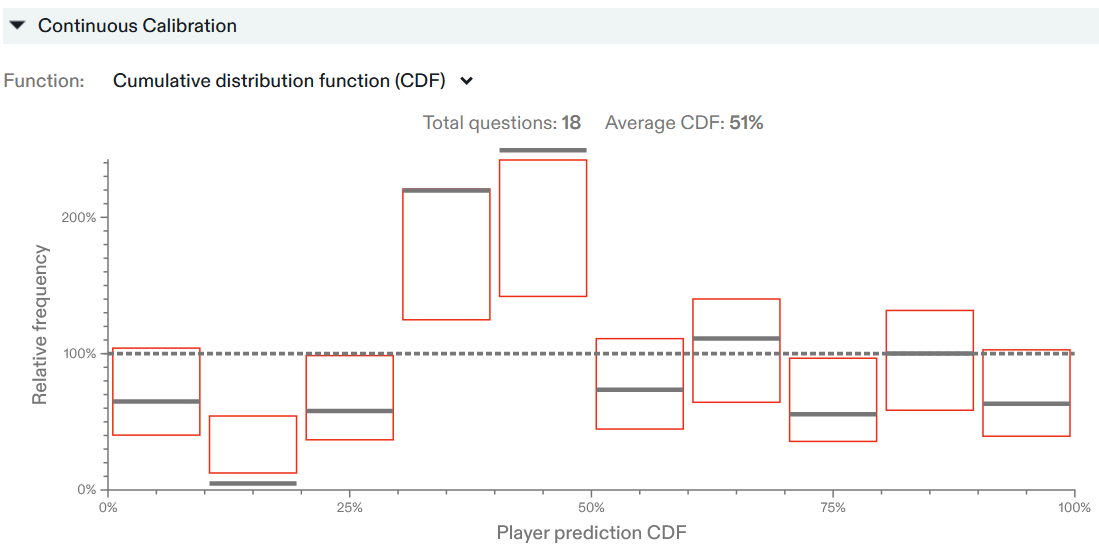 Continuous Calibration
Function: Cumulative distribution function (CDF)
Total questions: 18 Average CDF: 51%
Relative frequency
200%
100%
0%
0% 25% 50% 75% 100%
Player prediction CDF